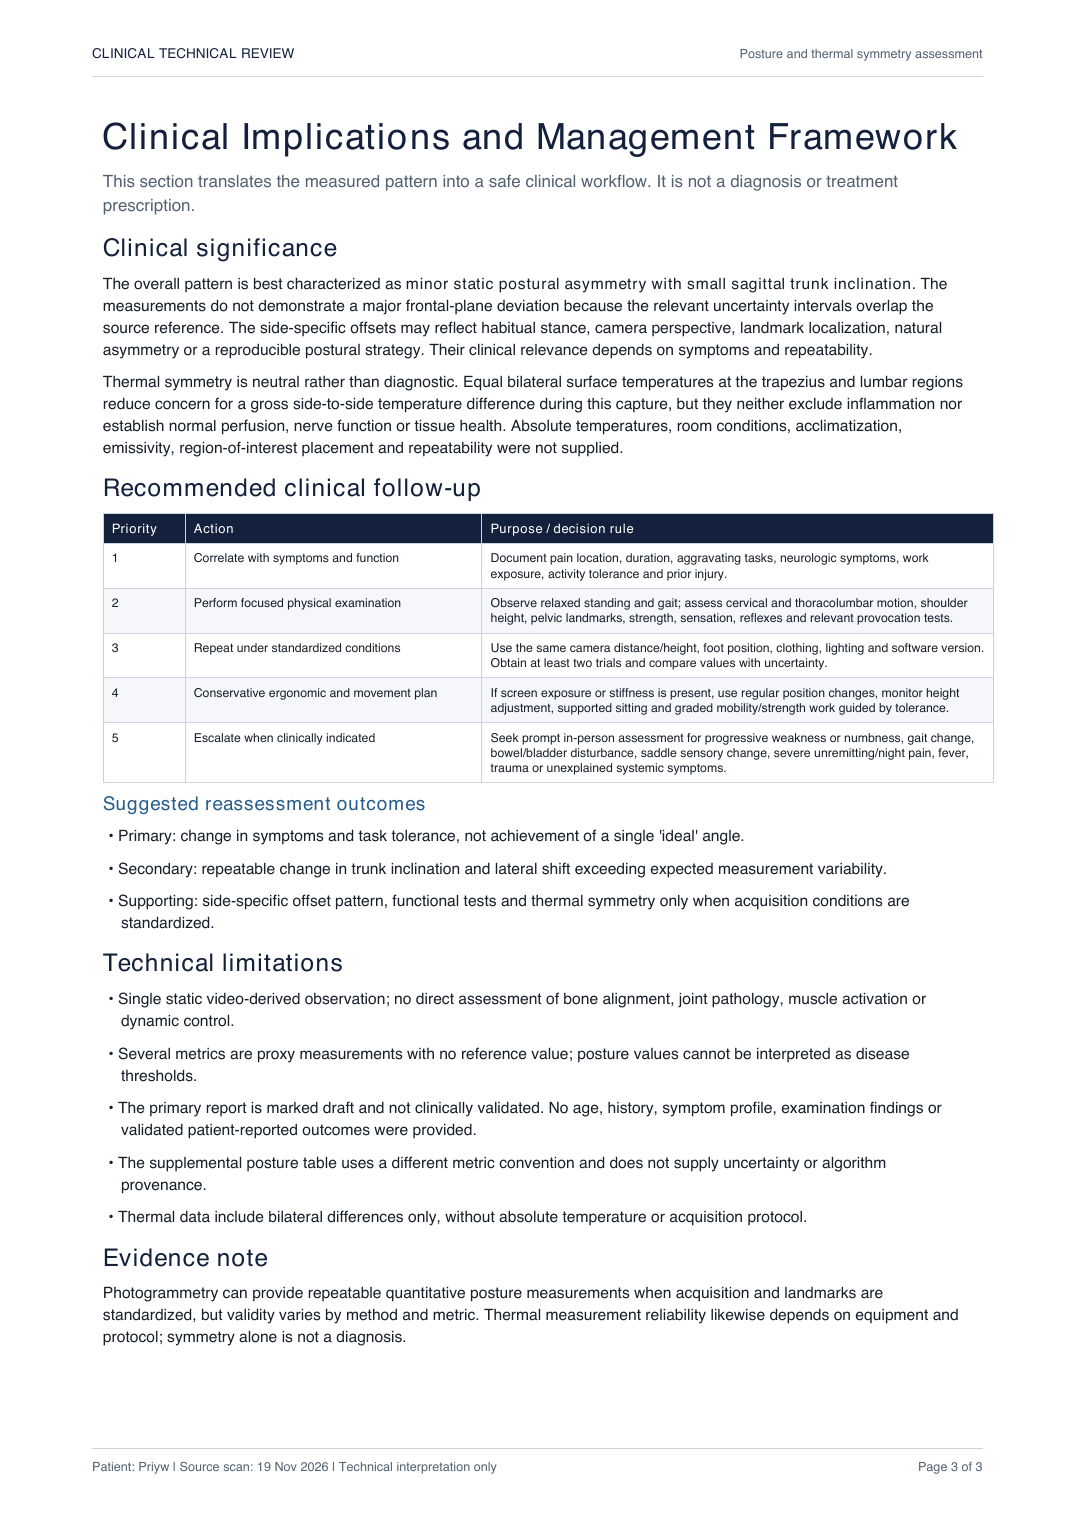 CLINICAL TECHNICAL REVIEW
Posture and thermal symmetry assessment
Clinical Implications and Management Framework
This section translates the measured pattern into a safe clinical workflow. It is not a diagnosis or treatment
prescription.
Clinical significance
The overall pattern is best characterized as minor static postural asymmetry with small sagittal trunk inclination. The
measurements do not demonstrate a major frontal-plane deviation because the relevant uncertainty intervals overlap the
source reference. The side-specific offsets may reflect habitual stance, camera perspective, landmark localization, natural
asymmetry or a reproducible postural strategy. Their clinical relevance depends on symptoms and repeatability.
Thermal symmetry is neutral rather than diagnostic. Equal bilateral surface temperatures at the trapezius and lumbar regions
reduce concern for a gross side-to-side temperature difference during this capture, but they neither exclude inflammation nor
establish normal perfusion, nerve function or tissue health. Absolute temperatures, room conditions, acclimatization,
emissivity, region-of-interest placement and repeatability were not supplied.
Recommended clinical follow-up
Priority Action Purpose / decision rule
1 Correlate with symptoms and function Document pain location, duration, aggravating tasks, neurologic symptoms, work
exposure, activity tolerance and prior injury.
2 Perform focused physical examination Observe relaxed standing and gait; assess cervical and thoracolumbar motion, shoulder
height, pelvic landmarks, strength, sensation, reflexes and relevant provocation tests.
3 Repeat under standardized conditions Use the same camera distance/height, foot position, clothing, lighting and software version.
Obtain at least two trials and compare values with uncertainty.
4 Conservative ergonomic and movement plan If screen exposure or stiffness is present, use regular position changes, monitor height
adjustment, supported sitting and graded mobility/strength work guided by tolerance.
5 Escalate when clinically indicated Seek prompt in-person assessment for progressive weakness or numbness, gait change,
bowel/bladder disturbance, saddle sensory change, severe unremitting/night pain, fever,
trauma or unexplained systemic symptoms.
Suggested reassessment outcomes
• Primary: change in symptoms and task tolerance, not achievement of a single 'ideal' angle.
• Secondary: repeatable change in trunk inclination and lateral shift exceeding expected measurement variability.
• Supporting: side-specific offset pattern, functional tests and thermal symmetry only when acquisition conditions are
standardized.
Technical limitations
• Single static video-derived observation; no direct assessment of bone alignment, joint pathology, muscle activation or
dynamic control.
• Several metrics are proxy measurements with no reference value; posture values cannot be interpreted as disease
thresholds.
• The primary report is marked draft and not clinically validated. No age, history, symptom profile, examination findings or
validated patient-reported outcomes were provided.
• The supplemental posture table uses a different metric convention and does not supply uncertainty or algorithm
provenance.
• Thermal data include bilateral differences only, without absolute temperature or acquisition protocol.
Evidence note
Photogrammetry can provide repeatable quantitative posture measurements when acquisition and landmarks are
standardized, but validity varies by method and metric. Thermal measurement reliability likewise depends on equipment and
protocol; symmetry alone is not a diagnosis.
Patient: Priyw | Source scan: 19 Nov 2026 | Technical interpretation only
Page 3 of 3